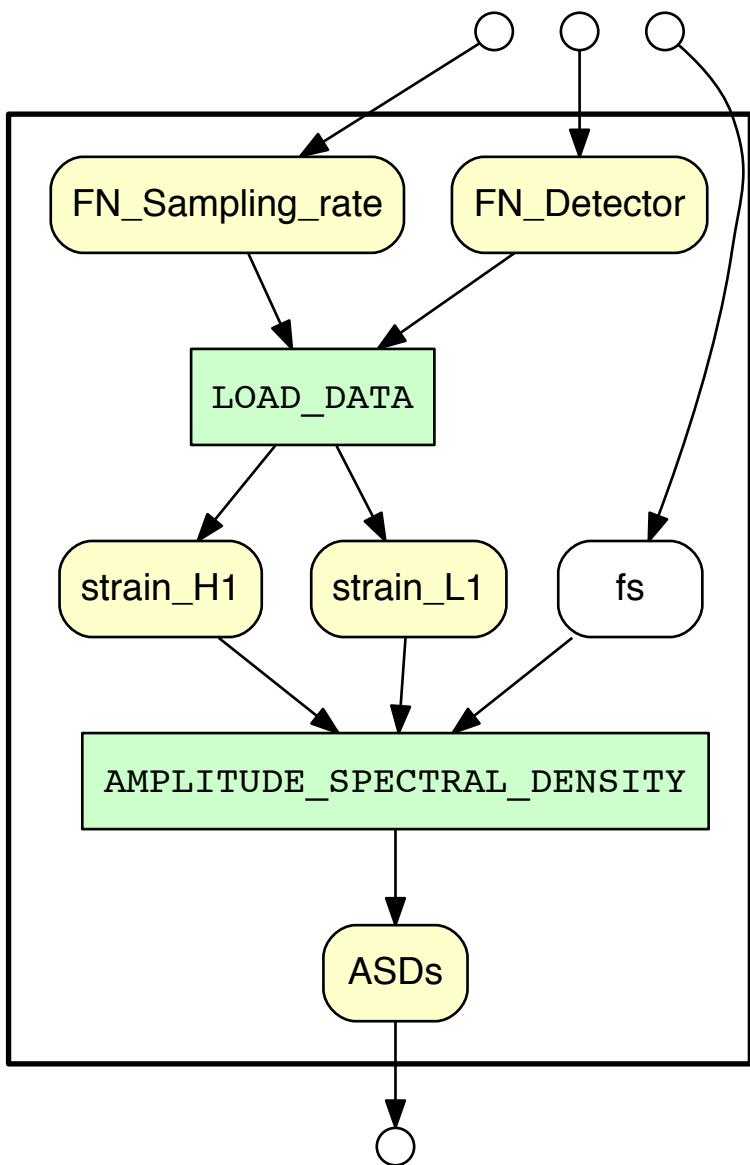 FN_Sampling_rate
FN_Detector
LOAD_DATA
strain_H1
strain_L1
fs
AMPLITUDE_SPECTRAL_DENSITY
ASDs